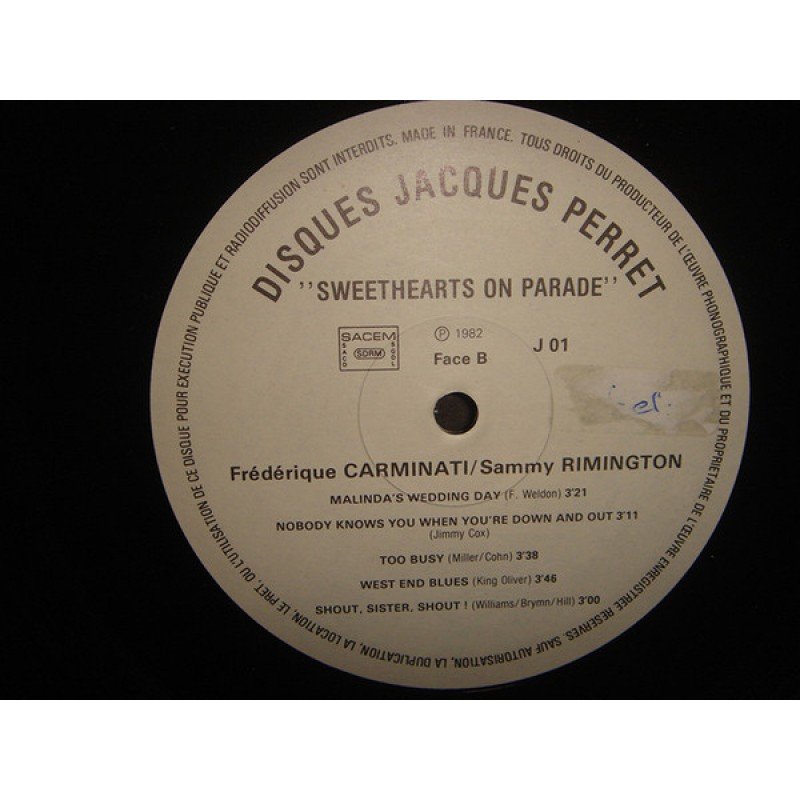 DE CE DISQUE POUR EXECUTION PUBLIQUE ET RADIODIFFUSION SONT INTERDITS. MADE IN FRANCE. TOUS DROITS DU PRODUCTEUR DE L'ŒUVRE PHONOGRAPHIQUE ET DU PROPRIETAIRE DE L'ŒUVRE ENREGISTREE RESERVES. SAUF AUTORISATION, LA DUPLICATION, LA LOCATION, LE PRET, OU L'UTILISATION
DISQUES JACQUES PERRET
"SWEETHEARTS ON PARADE"
SACEM
SACD
SDRM
SGDL
Ⓟ 1982
Face B
J 01
Frédérique CARMINATI/Sammy RIMINGTON
MALINDA'S WEDDING DAY (F. Weldon) 3'21
NOBODY KNOWS YOU WHEN YOU'RE DOWN AND OUT 3'11
(Jimmy Cox)
TOO BUSY (Miller/Cohn) 3'38
WEST END BLUES (King Oliver) 3'46
SHOUT, SISTER, SHOUT ! (Williams/Brymn/Hill) 3'00